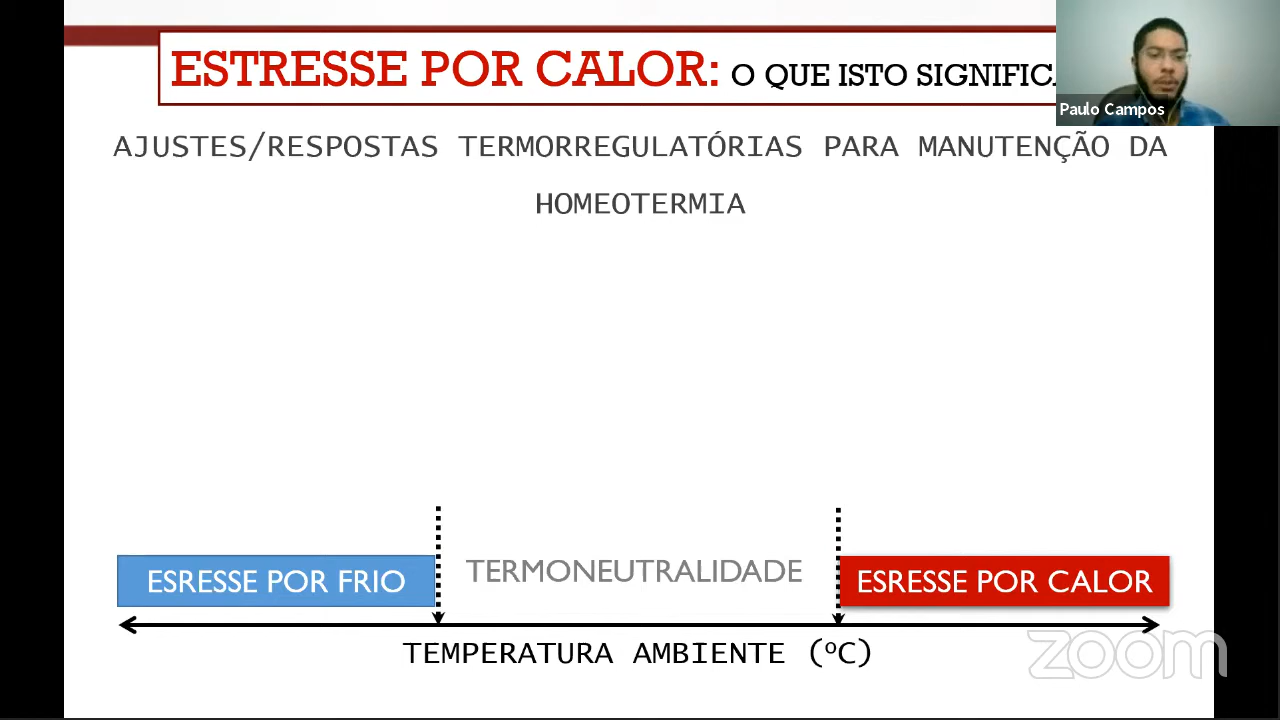 ESTRESSE POR CALOR: O QUE ISTO SIGNIFICA
Paulo Campos
AJUSTES/RESPOSTAS TERMORREGULATÓRIAS PARA MANUTENÇÃO DA
HOMEOTERMIA
ESRESSE POR FRIO
TERMONEUTRALIDADE
ESRESSE POR CALOR
TEMPERATURA AMBIENTE (ºC)
zoom